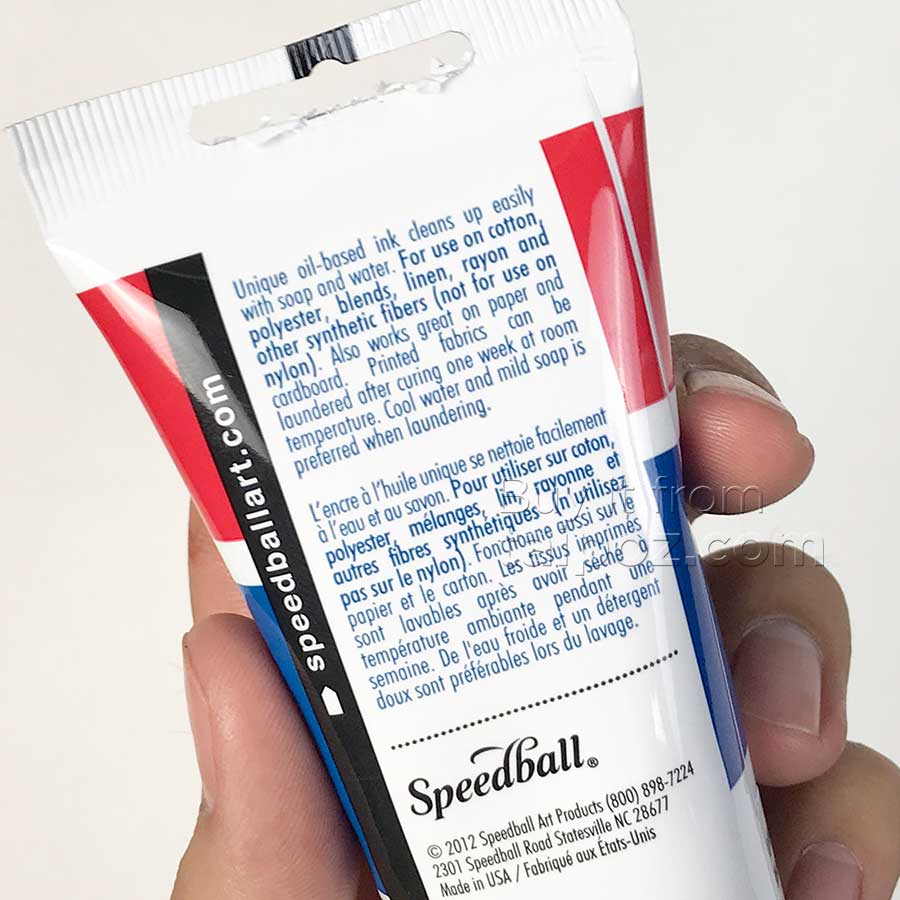 Unique oil-based ink cleans up easily
with soap and water. For use on cotton,
polyester, blends, linen, rayon and
other synthetic fibers (not for use on
nylon). Also works great on paper and
cardboard. Printed fabrics can be
laundered after curing one week at room
temperature. Cool water and mild soap is
preferred when laundering.
L'encre à l'huile unique se nettoie facilement
à l'eau et au savon. Pour utiliser sur coton,
polyester, mélanges, lin, rayonne et
autres fibres synthétiques (n'utilisez
pas sur le nylon). Fonctionne aussi sur le
papier et le carton. Les tissus imprimés
sont lavables après avoir séché à
température ambiante pendant une
semaine. De l'eau froide et un détergent
doux sont préférables lors du lavage.
speedballart.com
Speedball®
© 2012 Speedball Art Products (800) 898-7224
2301 Speedball Road Statesville NC 28677
Made in USA / Fabriqué aux États-Unis
Buy it from